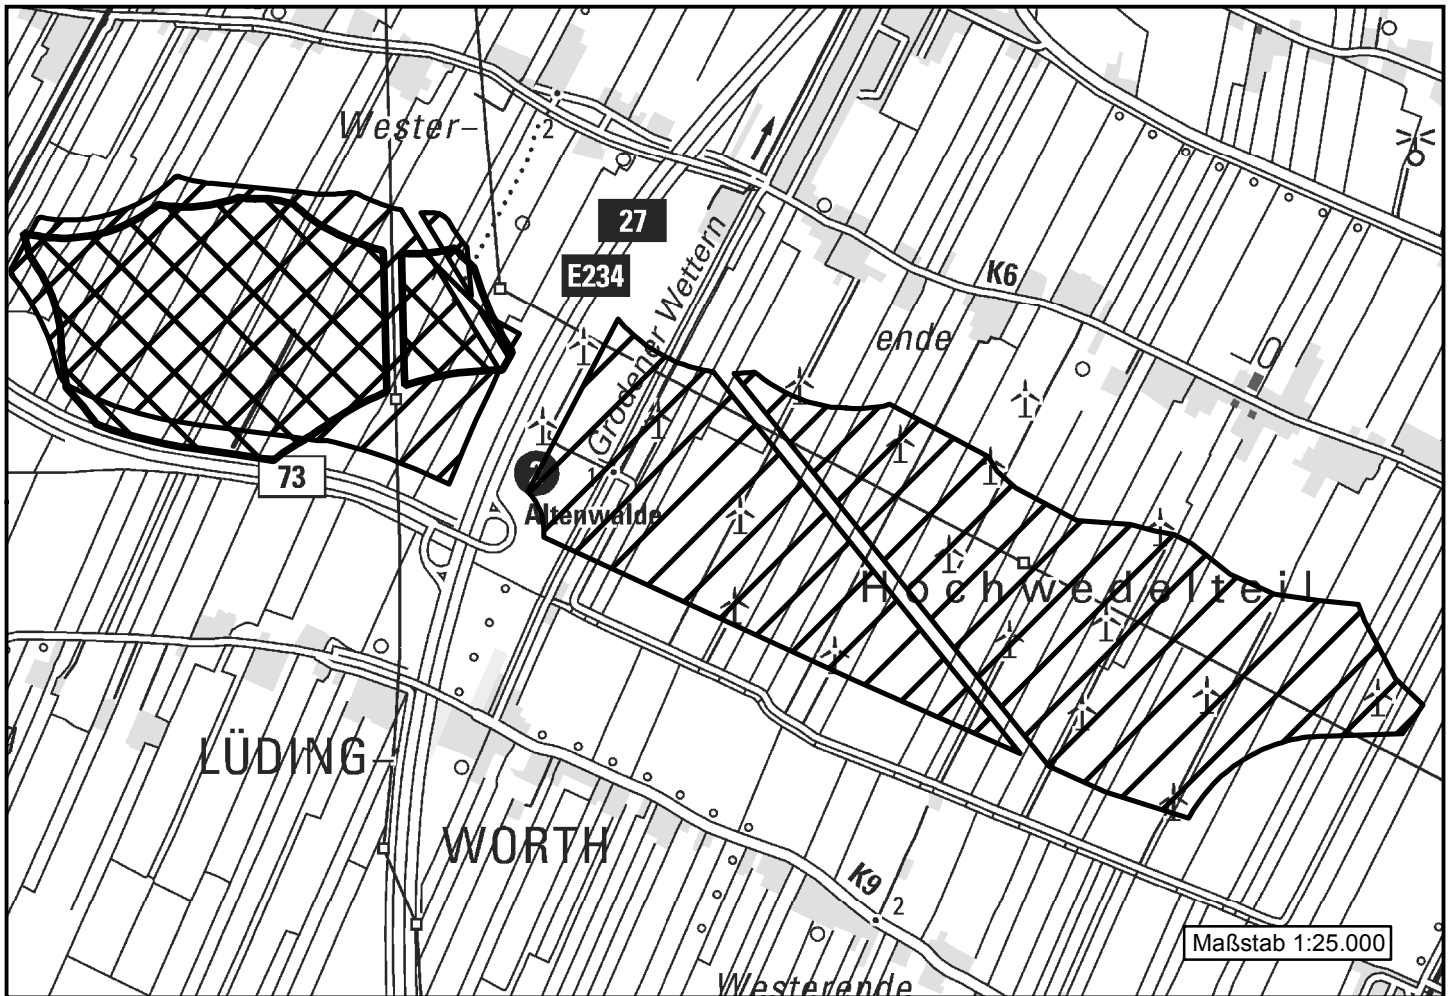 Wester-
2
27
E234
Grodener Wettern
K6
ende
73
1
Altenwalde
Hochwedelteil
LÜDING-
WORTH
K9
2
Maßstab 1:25.000
Westerende